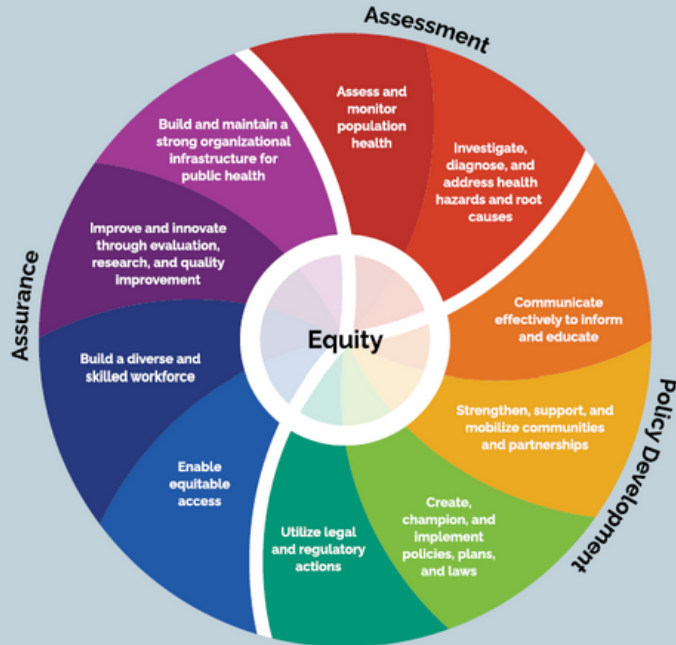 Assessment
Assess and
monitor
population
health
Investigate,
diagnose, and
address health
hazards and root
causes
Policy Development
Communicate
effectively to inform
and educate
Strengthen, support, and
mobilize communities
and partnerships
Create,
champion, and
implement
policies, plans,
and laws
Utilize legal
and regulatory
actions
Assurance
Enable
equitable
access
Build a diverse and
skilled workforce
Improve and innovate
through evaluation,
research, and quality
improvement
Build and maintain a
strong organizational
infrastructure for
public health
Equity